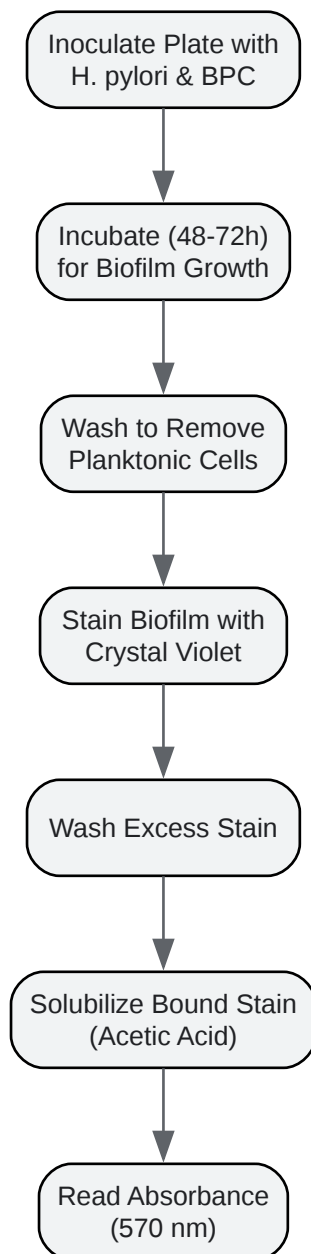 Inoculate Plate with
H. pylori & BPC
Incubate (48-72h)
for Biofilm Growth
Wash to Remove
Planktonic Cells
Stain Biofilm with
Crystal Violet
Wash Excess Stain
Solubilize Bound Stain
(Acetic Acid)
Read Absorbance
(570 nm)